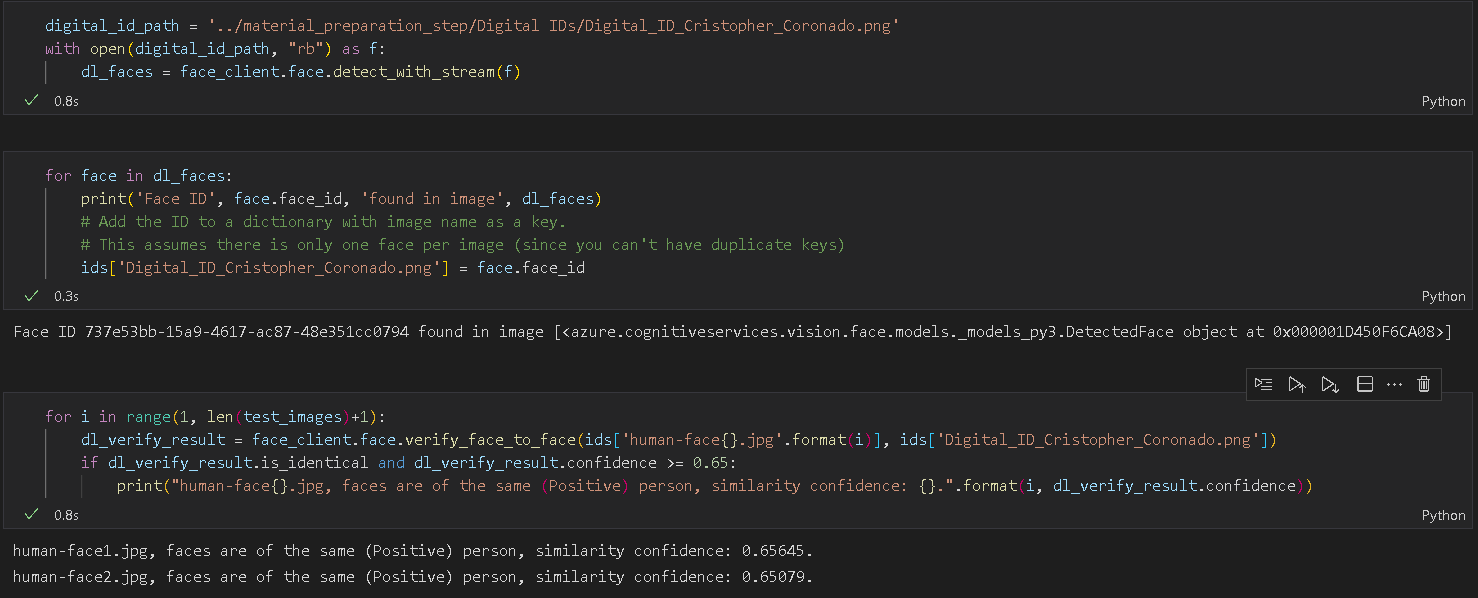 digital_id_path = '../material_preparation_step/Digital IDs/Digital_ID_Cristopher_Coronado.png'
with open(digital_id_path, "rb") as f:
    dl_faces = face_client.face.detect_with_stream(f)
✓ 0.8s Python
for face in dl_faces:
    print('Face ID', face.face_id, 'found in image', dl_faces)
    # Add the ID to a dictionary with image name as a key.
    # This assumes there is only one face per image (since you can't have duplicate keys)
    ids['Digital_ID_Cristopher_Coronado.png'] = face.face_id
✓ 0.3s Python
Face ID 737e53bb-15a9-4617-ac87-48e351cc0794 found in image [<azure.cognitiveservices.vision.face.models._models_py3.DetectedFace object at 0x000001D450F6CA08>]
for i in range(1, len(test_images)+1):
    dl_verify_result = face_client.face.verify_face_to_face(ids['human-face{}.jpg'.format(i)], ids['Digital_ID_Cristopher_Coronado.png'])
    if dl_verify_result.is_identical and dl_verify_result.confidence >= 0.65:
        print("human-face{}.jpg, faces are of the same (Positive) person, similarity confidence: {}.".format(i, dl_verify_result.confidence))
✓ 0.8s Python
human-face1.jpg, faces are of the same (Positive) person, similarity confidence: 0.65645.
human-face2.jpg, faces are of the same (Positive) person, similarity confidence: 0.65079.